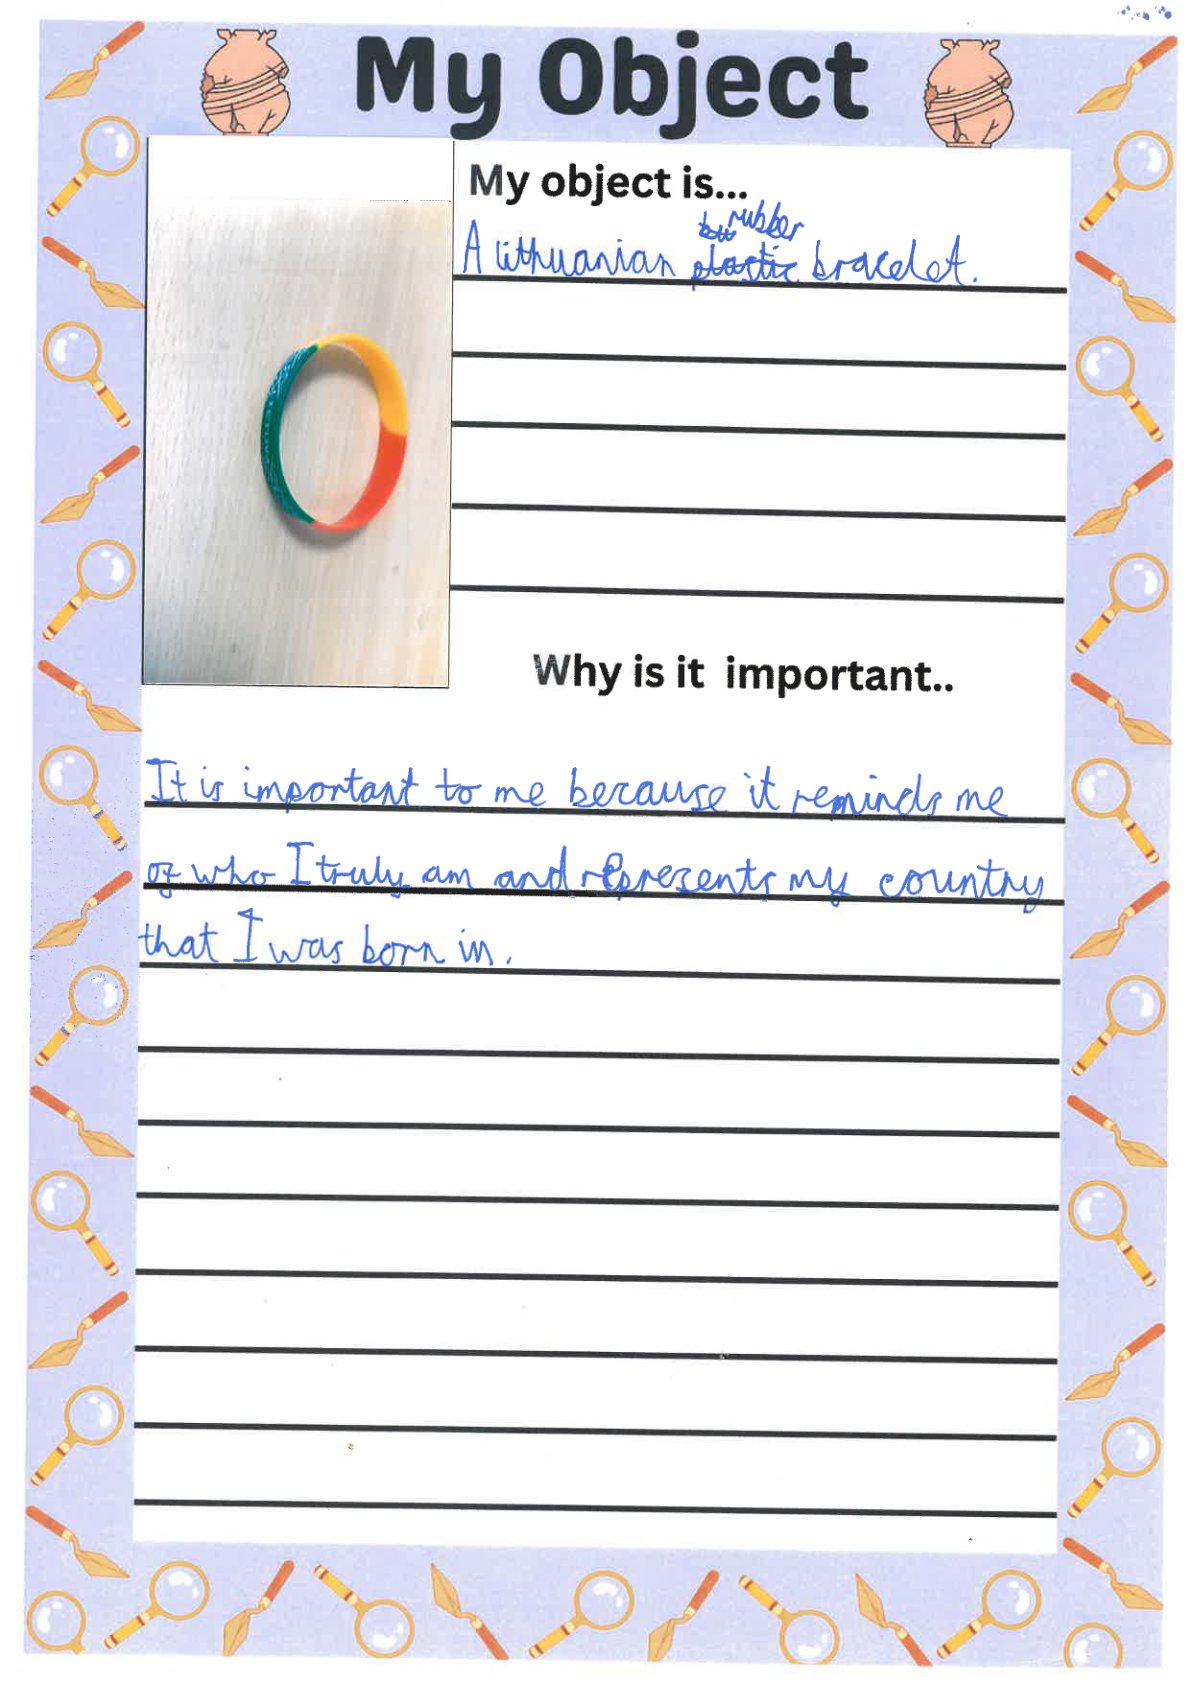 My Object
My object is...
rubber
A lithuanian plastic bracelet.
Why is it important..
It is important to me because it reminds me
of who I truly am and represents my country
that I was born in.